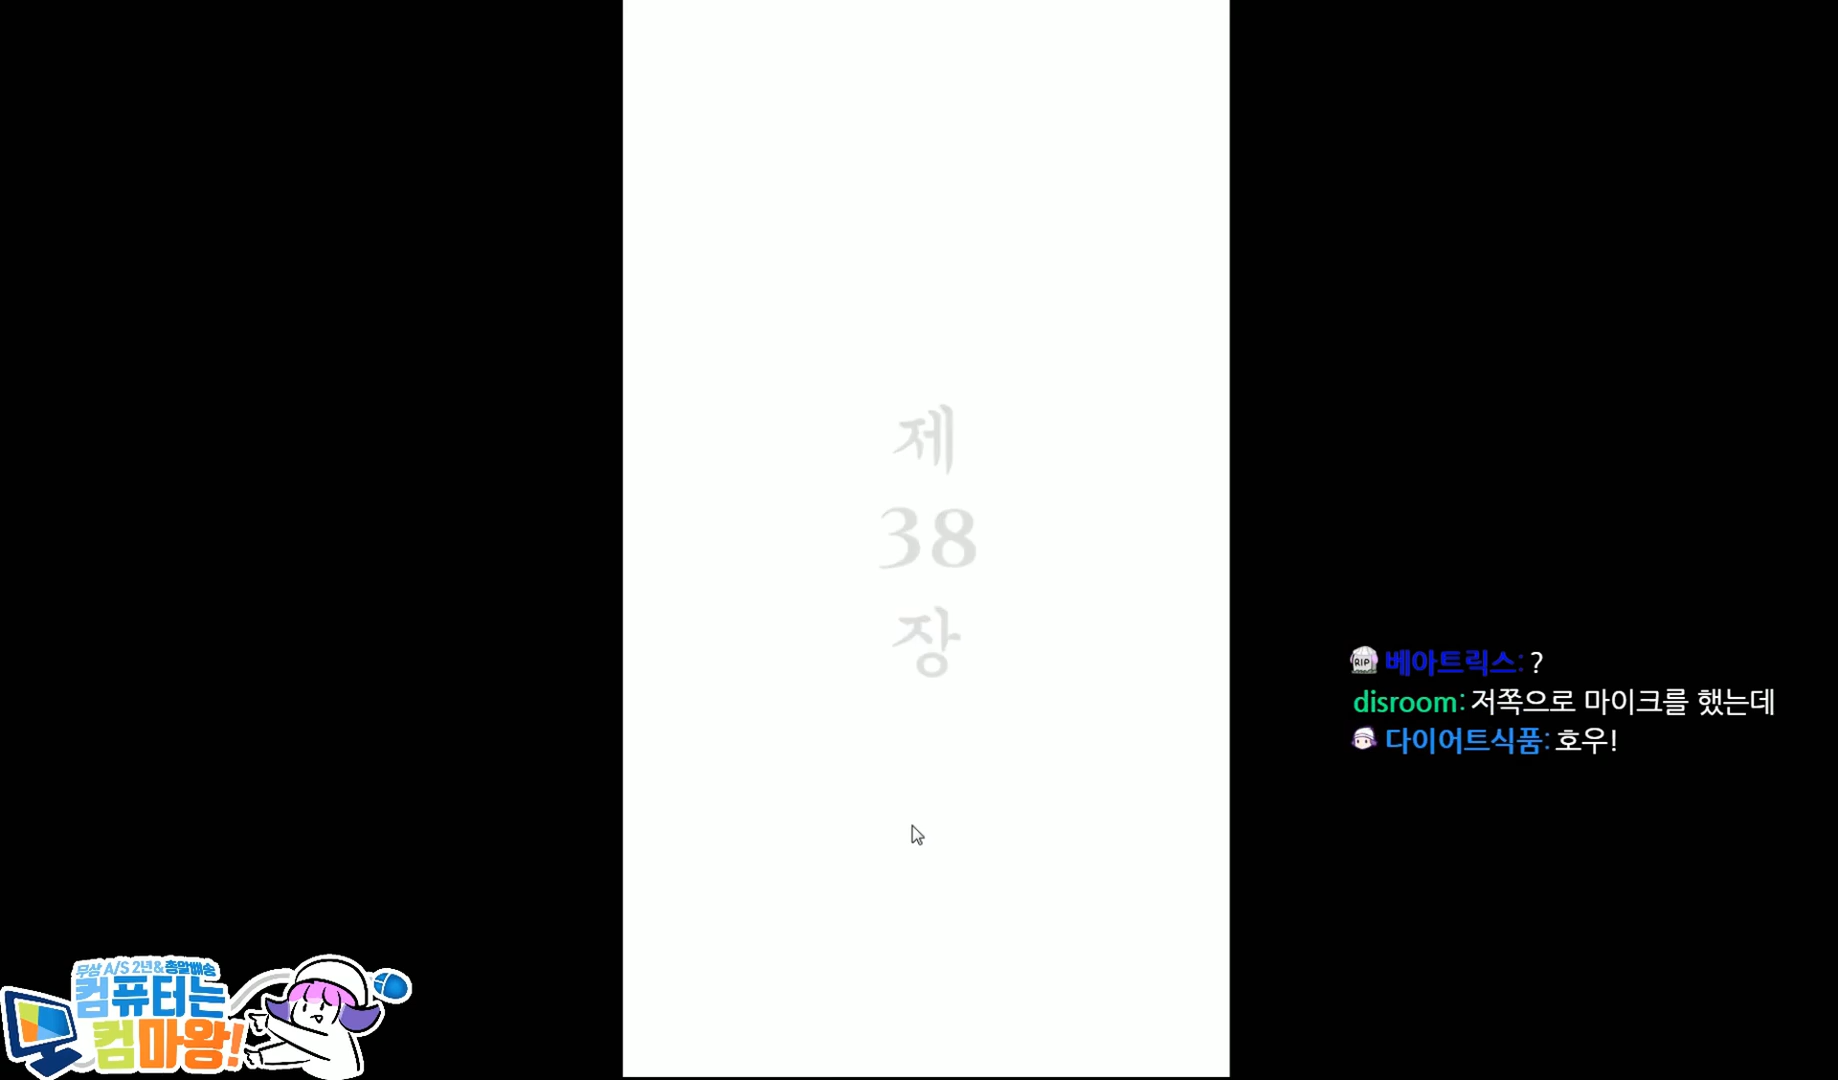 제
38
장
RIP 베아트릭스: ?
disroom: 저쪽으로 마이크를 했는데
다이어트식품: 호우!
무상 A/S 2년 & 총알배송
컴퓨터는
컴마왕!